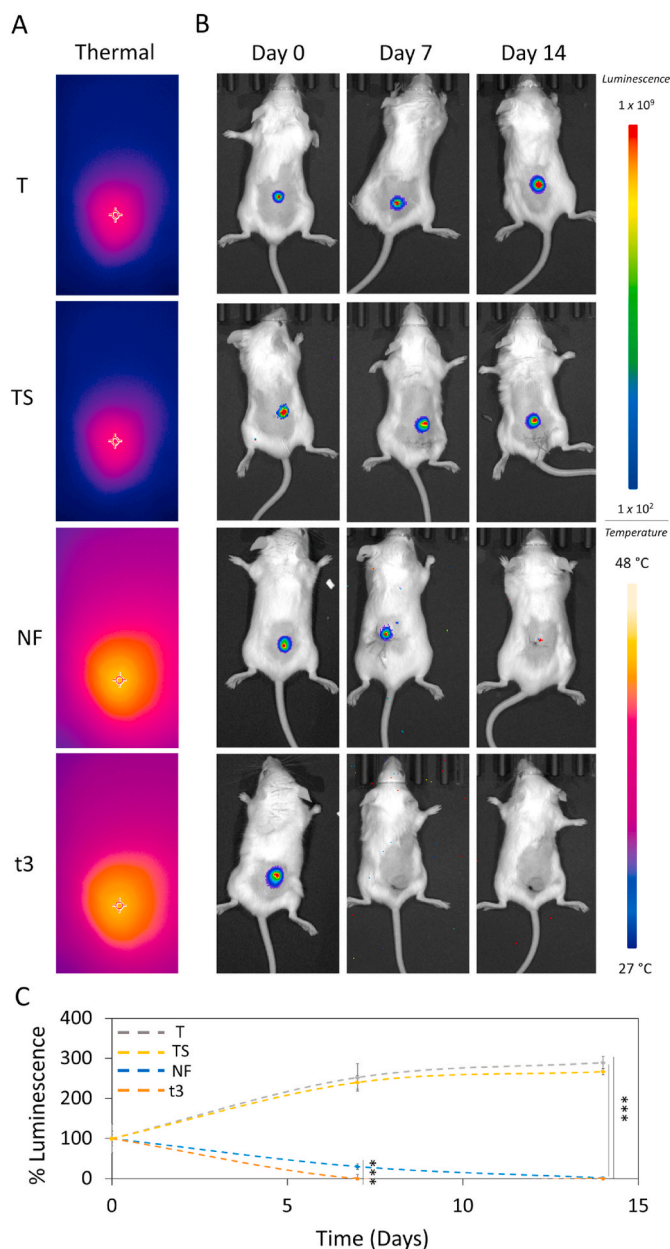 A
B
Thermal
Day 0
Day 7
Day 14
Luminescence
1 x 10⁹
T
TS
1 x 10²
Temperature
48 °C
NF
t3
27 °C
C
400
300
200
100
0
% Luminescence
T
TS
NF
t3
***
***
0
5
10
15
Time (Days)